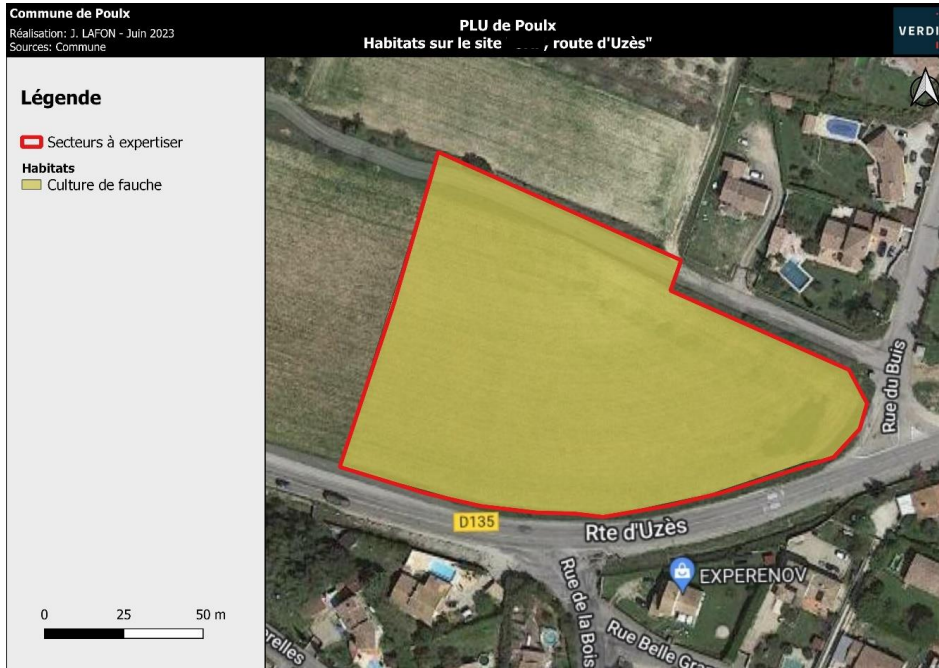 Commune de Poulx
Réalisation: J. LAFON - Juin 2023
Sources: Commune
PLU de Poulx
Habitats sur le site , route d'Uzès"
VERDI
Légende
Secteurs à expertiser
Habitats
Culture de fauche
0 25 50 m
Rue du Buis
D135
Rte d'Uzès
EXPERENOV
Rue de la Bois
Rue Belle Gra
erelles